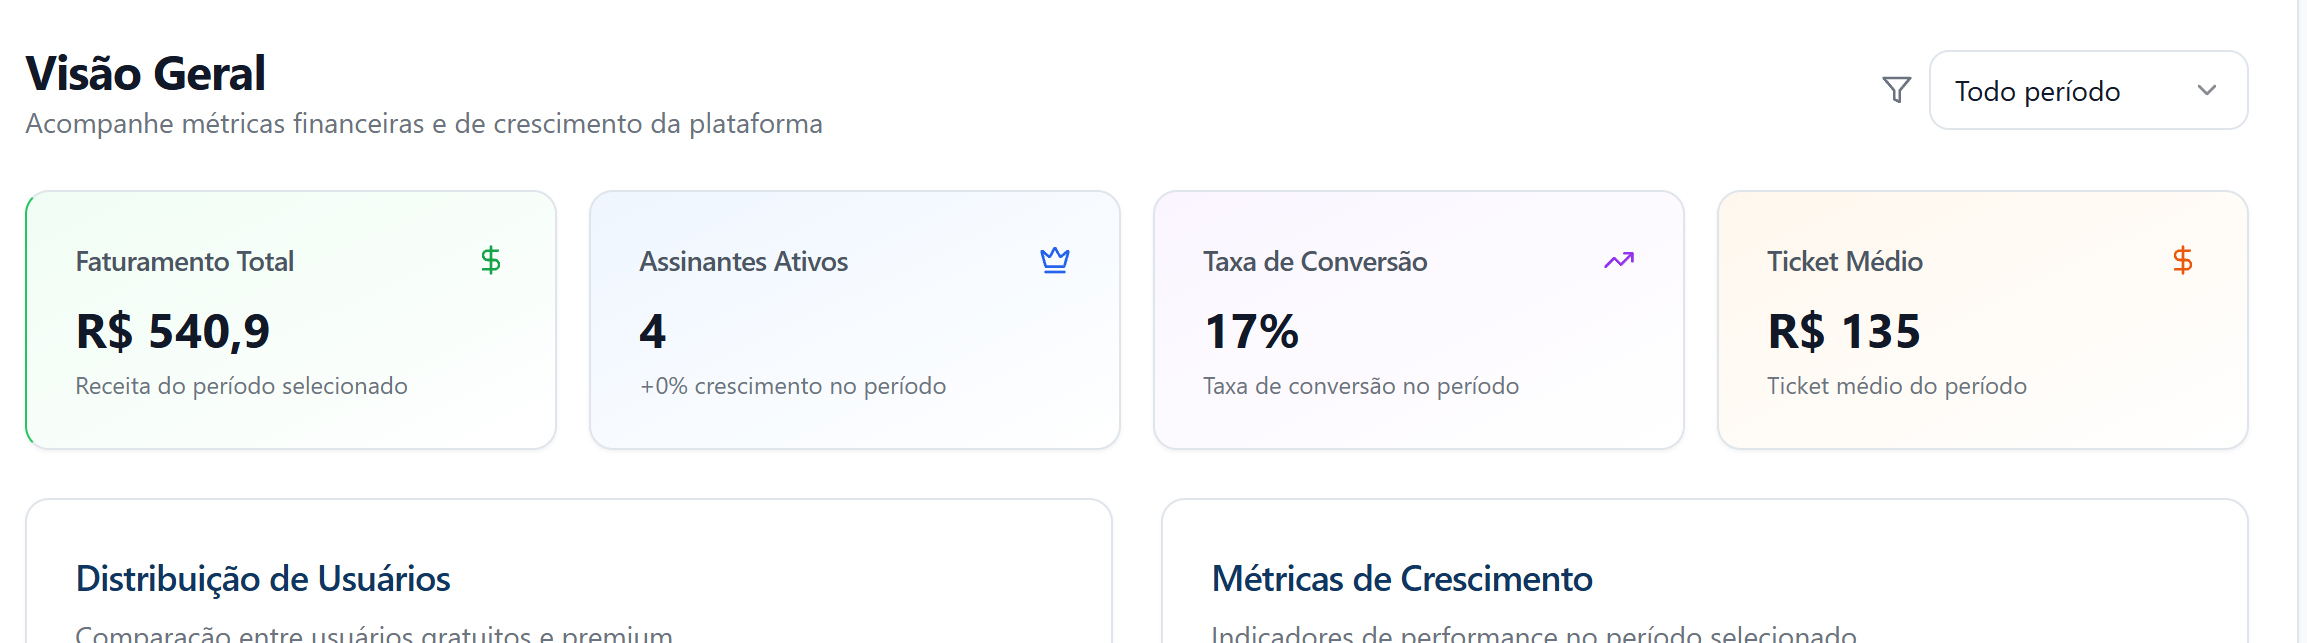 Visão Geral
Acompanhe métricas financeiras e de crescimento da plataforma
Todo período
Faturamento Total
R$ 540,9
Receita do período selecionado
Assinantes Ativos
4
+0% crescimento no período
Taxa de Conversão
17%
Taxa de conversão no período
Ticket Médio
R$ 135
Ticket médio do período
Distribuição de Usuários
Comparação entre usuários gratuitos e premium
Métricas de Crescimento
Indicadores de performance no período selecionado